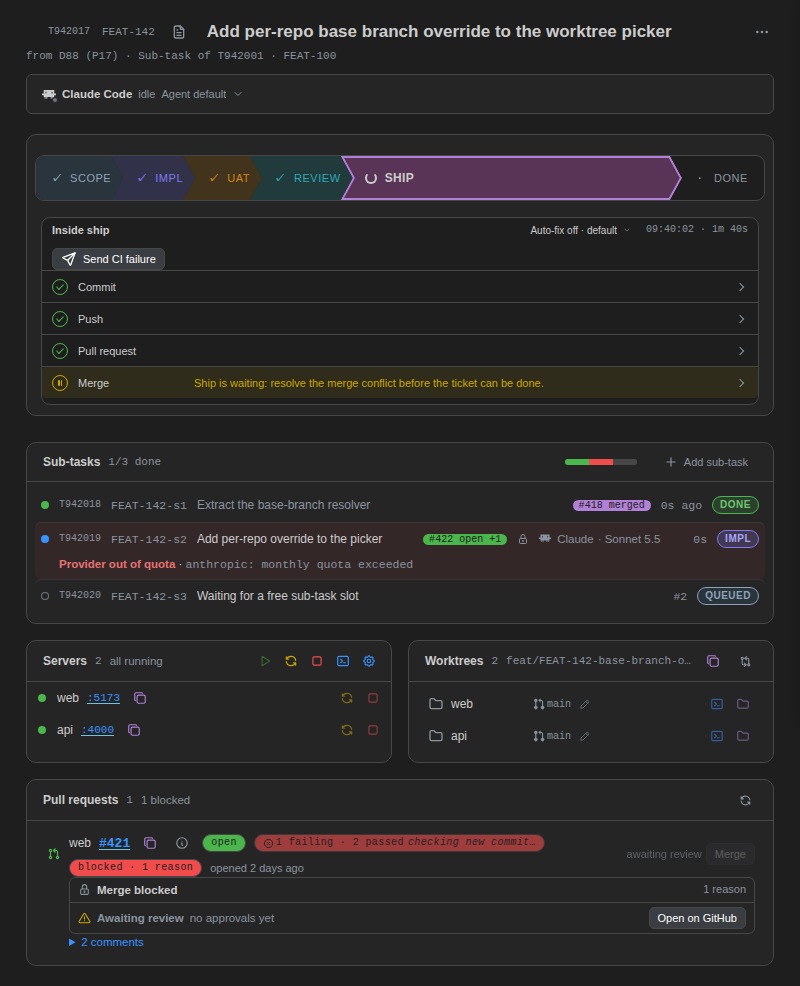 T942017 FEAT-142 Add per-repo base branch override to the worktree picker
from D88 (P17) · Sub-task of T942001 · FEAT-100
Claude Code idle Agent default
SCOPE IMPL UAT REVIEW SHIP DONE
Inside ship Auto-fix off · default 09:40:02 · 1m 40s
Send CI failure
Commit
Push
Pull request
Merge Ship is waiting: resolve the merge conflict before the ticket can be done.
Sub-tasks 1/3 done Add sub-task
T942018 FEAT-142-s1 Extract the base-branch resolver #418 merged 0s ago DONE
T942019 FEAT-142-s2 Add per-repo override to the picker #422 open +1 Claude · Sonnet 5.5 0s IMPL
Provider out of quota · anthropic: monthly quota exceeded
T942020 FEAT-142-s3 Waiting for a free sub-task slot #2 QUEUED
Servers 2 all running
web :5173
api :4000
Worktrees 2 feat/FEAT-142-base-branch-o…
web main
api main
Pull requests 1 1 blocked
web #421 open 1 failing · 2 passed checking new commit…
awaiting review Merge
blocked · 1 reason opened 2 days ago
Merge blocked 1 reason
Awaiting review no approvals yet Open on GitHub
2 comments